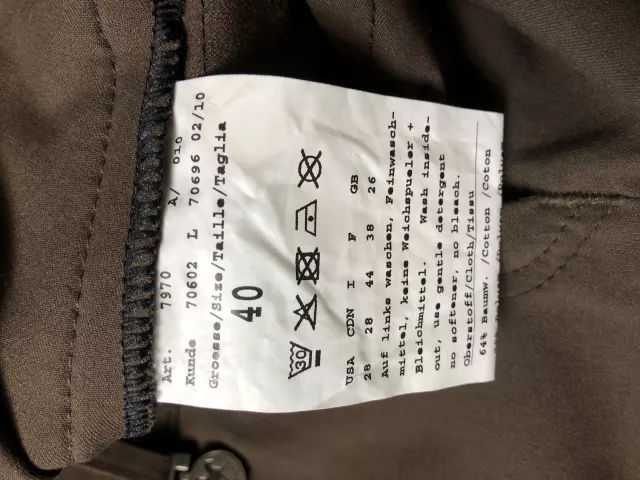 Art. 7970 A/ 010
Kunde 70602 L 70696 02/10
Groesse/Size/Taille/Taglia
40
30
USA CDN I F GB
28 28 44 38 26
Auf links waschen, Feinwasch-
mittel, keine Weichspueler +
Bleichmittel. Wash inside-
out, use gentle detergent
no softener, no bleach.
Oberstoff/Cloth/Tissu
64% Baumw. /Cotton /Coton